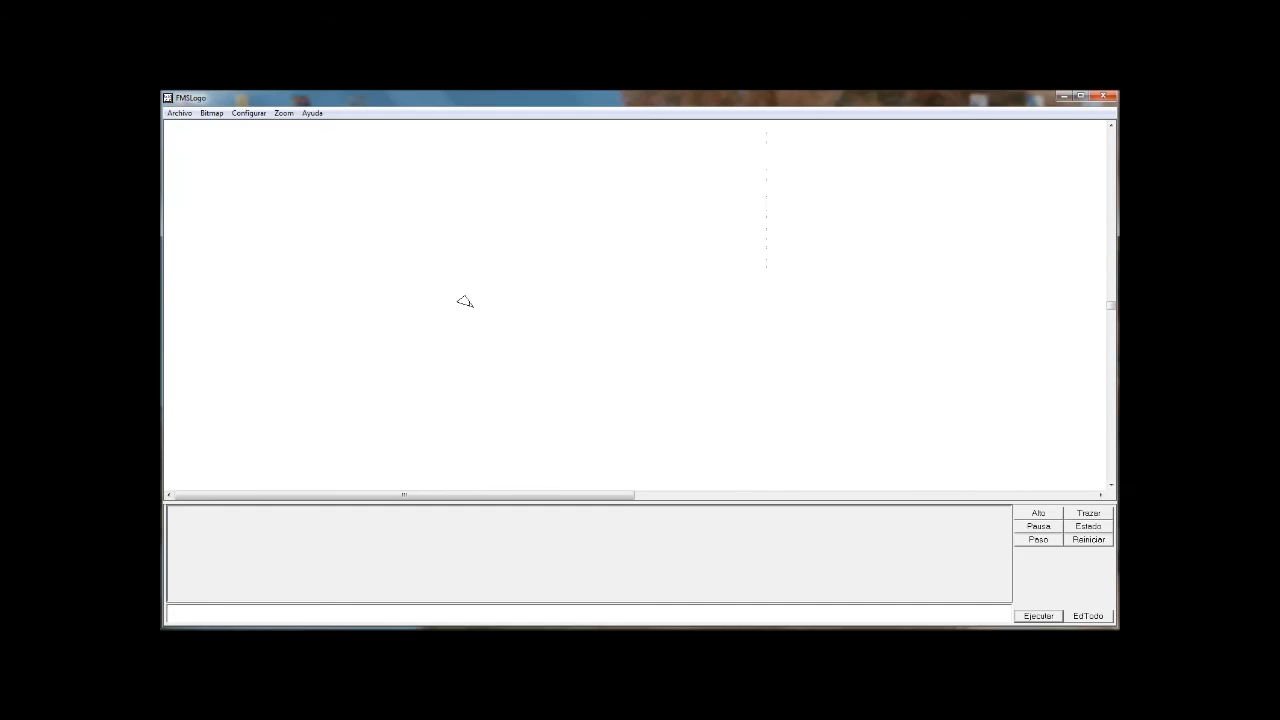 FMSLogo
Archivo Bitmap Configurar Zoom Ayuda
Alto Trazar
Pausa Estado
Paso Reiniciar
Ejecutar EdTodo